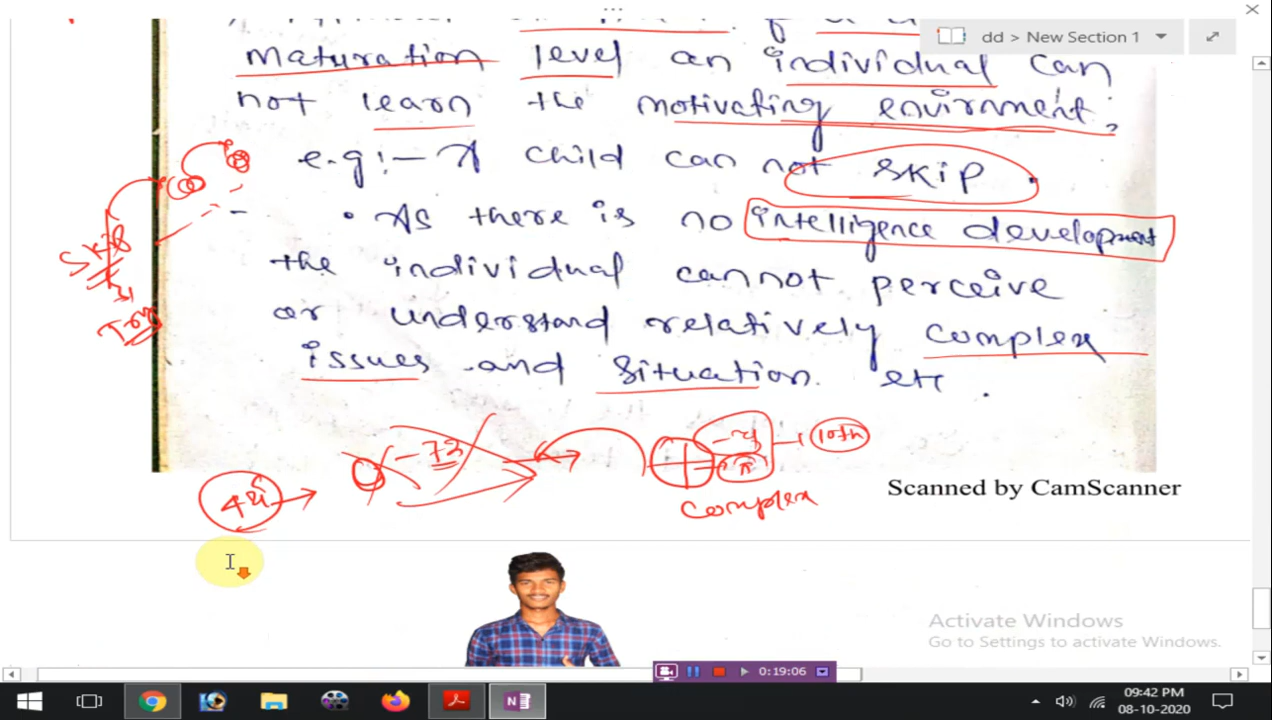 dd > New Section 1
maturation level an individual can
not learn the motivating envirnment.
e.g:- A child can not skip.
• As there is no intelligence development
the individual cannot perceive
or understand relatively complex
issues and situation. etc.
10th
73
complex
Scanned by CamScanner
Activate Windows
Go to Settings to activate Windows.
0:19:06
09:42 PM
08-10-2020